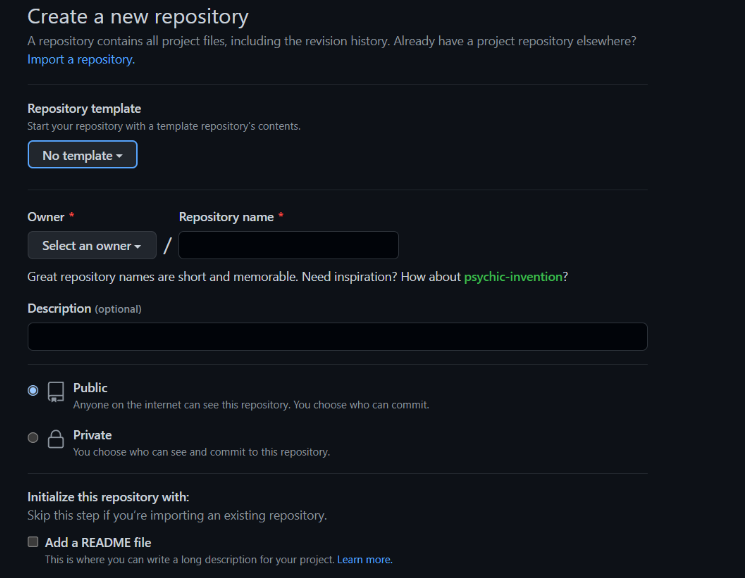 Create a new repository
A repository contains all project files, including the revision history. Already have a project repository elsewhere?
Import a repository.
Repository template
Start your repository with a template repository's contents.
No template
Owner *
Repository name *
Select an owner
/
Great repository names are short and memorable. Need inspiration? How about psychic-invention?
Description (optional)
Public
Anyone on the internet can see this repository. You choose who can commit.
Private
You choose who can see and commit to this repository.
Initialize this repository with:
Skip this step if you're importing an existing repository.
Add a README file
This is where you can write a long description for your project. Learn more.